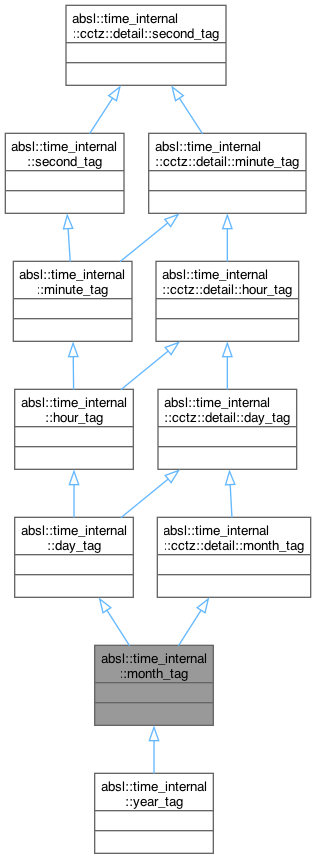 absl::time_internal
::cctz::detail::second_tag
absl::time_internal
::second_tag
absl::time_internal
::cctz::detail::minute_tag
absl::time_internal
::minute_tag
absl::time_internal
::cctz::detail::hour_tag
absl::time_internal
::hour_tag
absl::time_internal
::cctz::detail::day_tag
absl::time_internal
::day_tag
absl::time_internal
::cctz::detail::month_tag
absl::time_internal
::month_tag
absl::time_internal
::year_tag